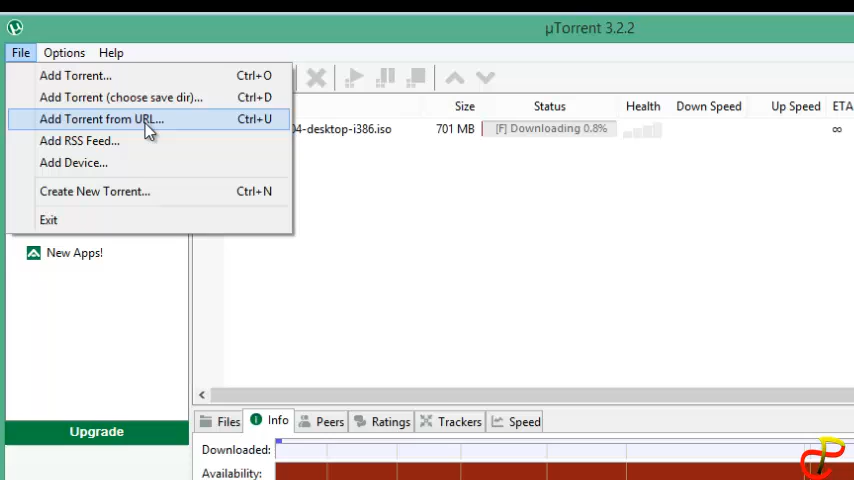 µTorrent 3.2.2
File Options Help
Add Torrent... Ctrl+O
Add Torrent (choose save dir)... Ctrl+D
Add Torrent from URL... Ctrl+U
Add RSS Feed...
Add Device...
Create New Torrent... Ctrl+N
Exit
Size Status Health Down Speed Up Speed ETA
04-desktop-i386.iso 701 MB [F] Downloading 0.8% ∞
New Apps!
Upgrade
Files Info Peers Ratings Trackers Speed
Downloaded:
Availability: